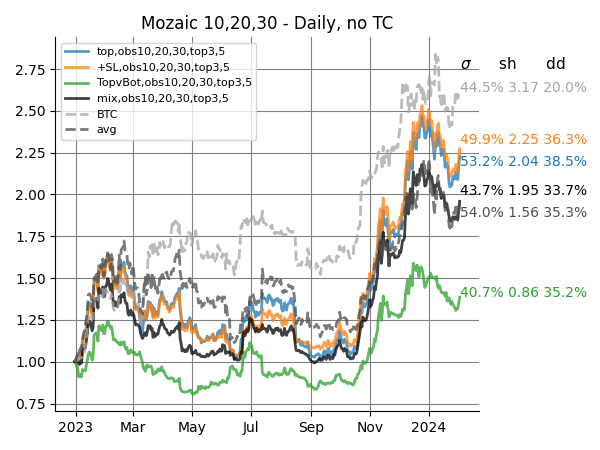 Mozaic 10,20,30 - Daily, no TC
top,obs10,20,30,top3,5
+SL,obs10,20,30,top3,5
TopvBot,obs10,20,30,top3,5
mix,obs10,20,30,top3,5
BTC
avg
σ sh dd
44.5% 3.17 20.0%
49.9% 2.25 36.3%
53.2% 2.04 38.5%
43.7% 1.95 33.7%
54.0% 1.56 35.3%
40.7% 0.86 35.2%
2.75
2.50
2.25
2.00
1.75
1.50
1.25
1.00
0.75
2023 Mar May Jul Sep Nov 2024